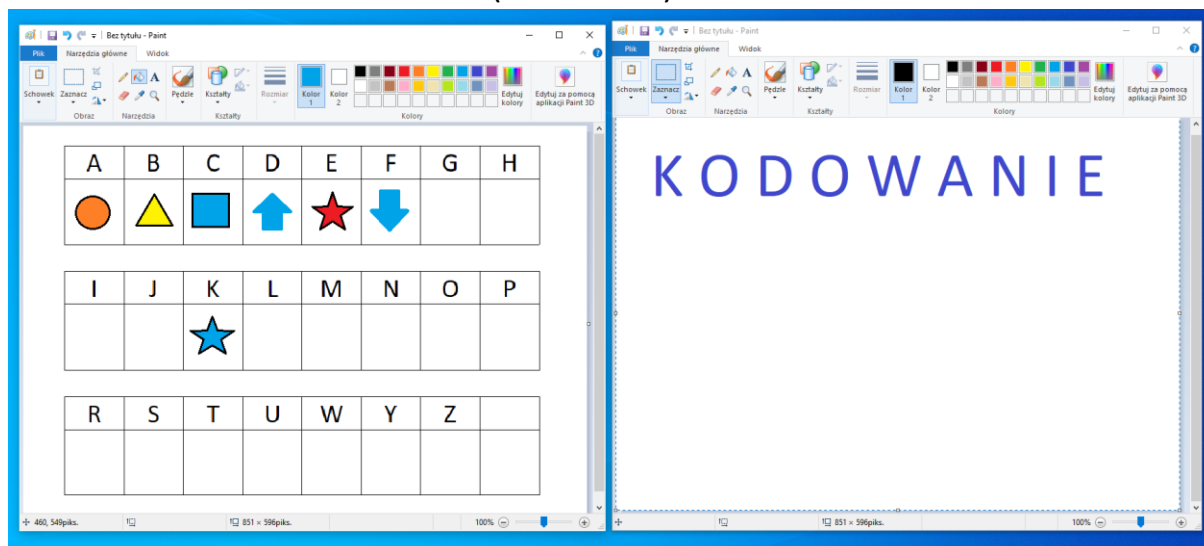 Bez tytułu - Paint
Plik Narzędzia główne Widok
Schowek Zaznacz Pędzle Kształty Rozmiar Kolor 1 Kolor 2 Edytuj kolory Edytuj za pomocą aplikacji Paint 3D
Obraz Narzędzia Kształty Kolory
A B C D E F G H
I J K L M N O P
R S T U W Y Z
460, 549piks. 851 × 596piks. 100%
Bez tytułu - Paint
Plik Narzędzia główne Widok
Schowek Zaznacz Pędzle Kształty Rozmiar Kolor 1 Kolor 2 Edytuj kolory Edytuj za pomocą aplikacji Paint 3D
Obraz Narzędzia Kształty Kolory
K O D O W A N I E
851 × 596piks. 100%